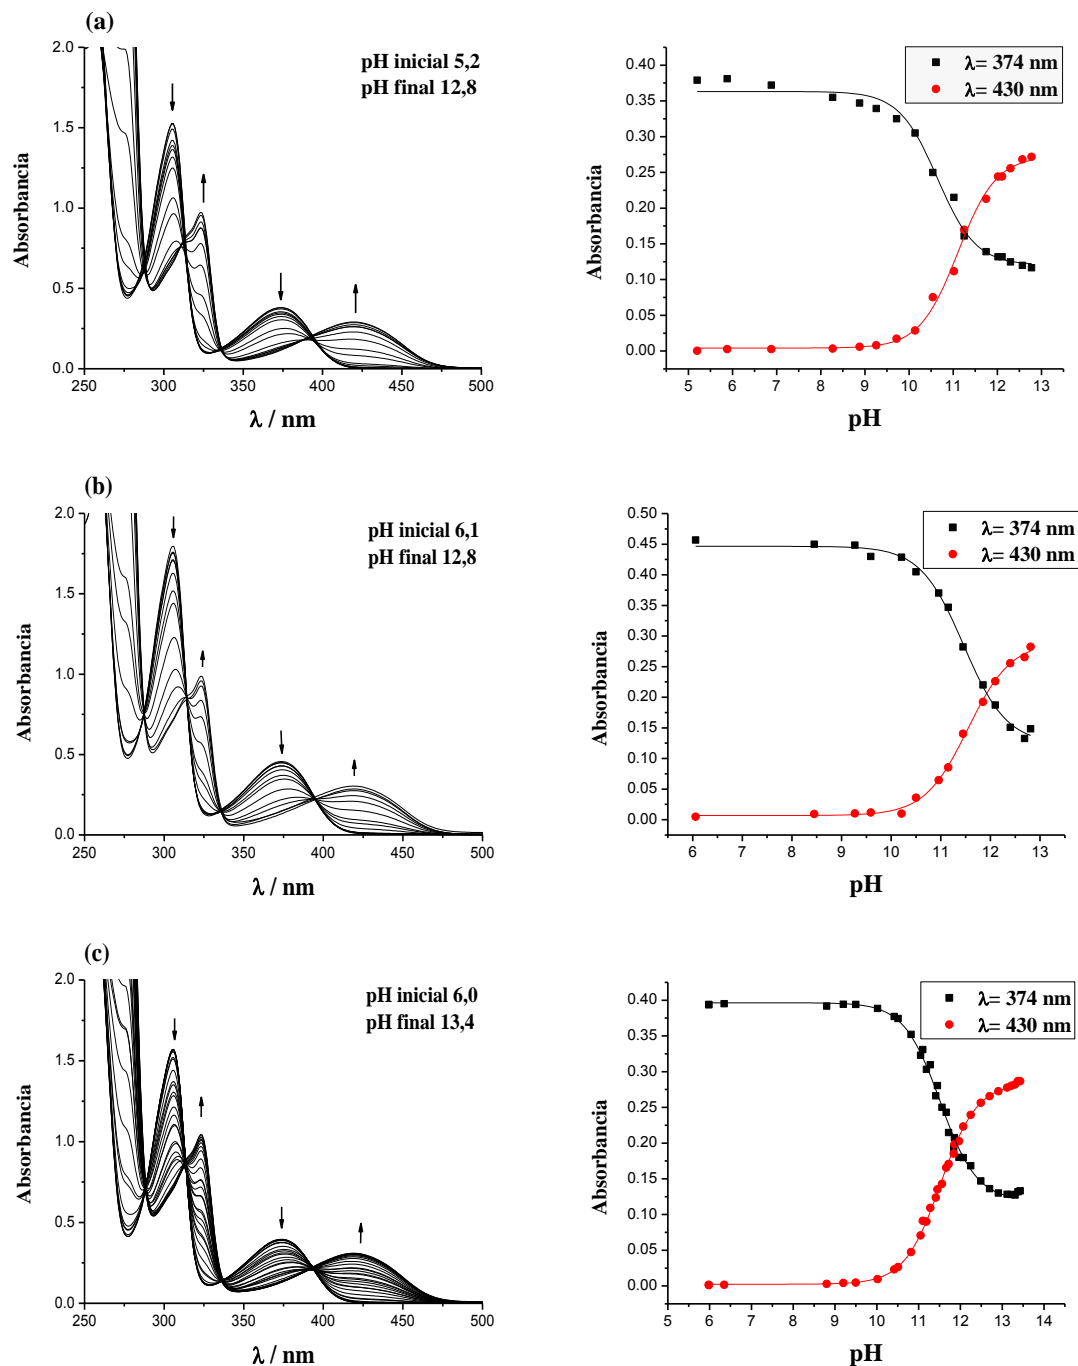 (a)
pH inicial 5,2
pH final 12,8
Absorbancia
2.0
1.5
1.0
0.5
0.0
250 300 350 400 450 500
λ / nm
λ= 374 nm
λ= 430 nm
Absorbancia
0.40
0.35
0.30
0.25
0.20
0.15
0.10
0.05
0.00
5 6 7 8 9 10 11 12 13
pH
(b)
pH inicial 6,1
pH final 12,8
Absorbancia
2.0
1.5
1.0
0.5
0.0
250 300 350 400 450 500
λ / nm
λ= 374 nm
λ= 430 nm
Absorbancia
0.50
0.45
0.40
0.35
0.30
0.25
0.20
0.15
0.10
0.05
0.00
6 7 8 9 10 11 12 13
pH
(c)
pH inicial 6,0
pH final 13,4
Absorbancia
2.0
1.5
1.0
0.5
0.0
250 300 350 400 450 500
λ / nm
λ= 374 nm
λ= 430 nm
Absorbancia
0.40
0.35
0.30
0.25
0.20
0.15
0.10
0.05
0.00
5 6 7 8 9 10 11 12 13 14
pH